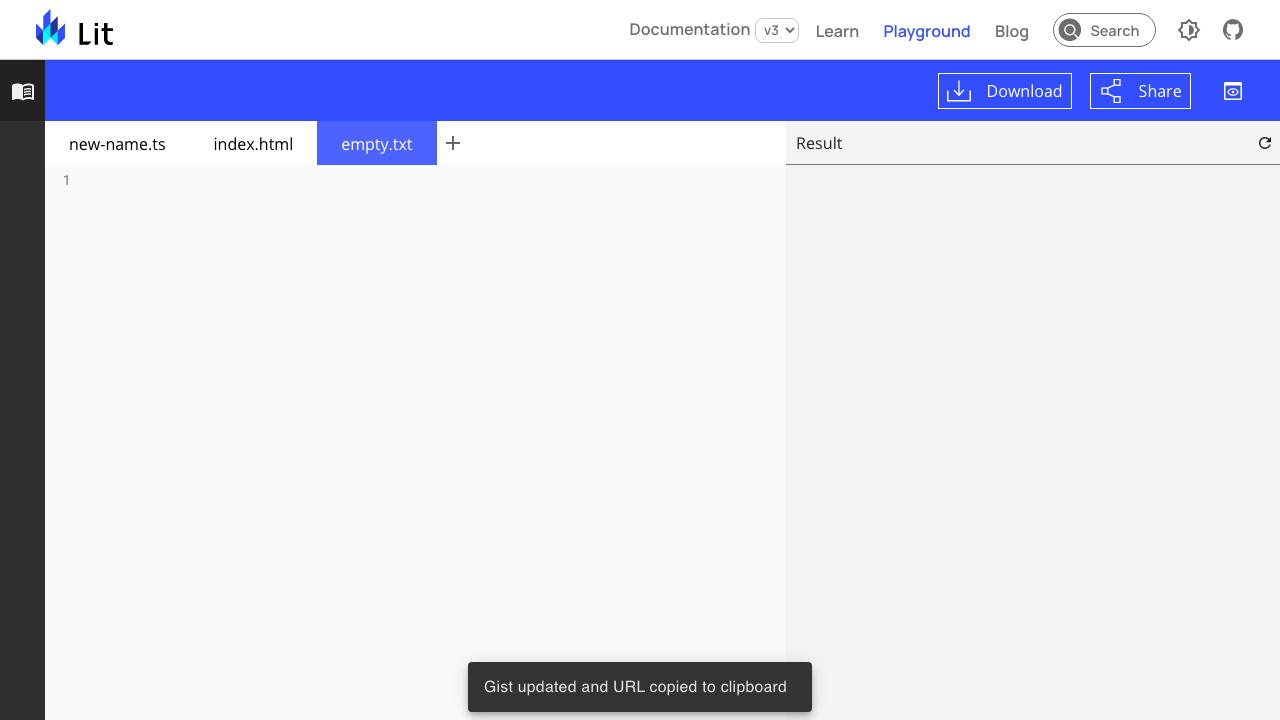 Lit
Documentation v3 Learn Playground Blog Search
Download Share
new-name.ts index.html empty.txt Result
1
Gist updated and URL copied to clipboard